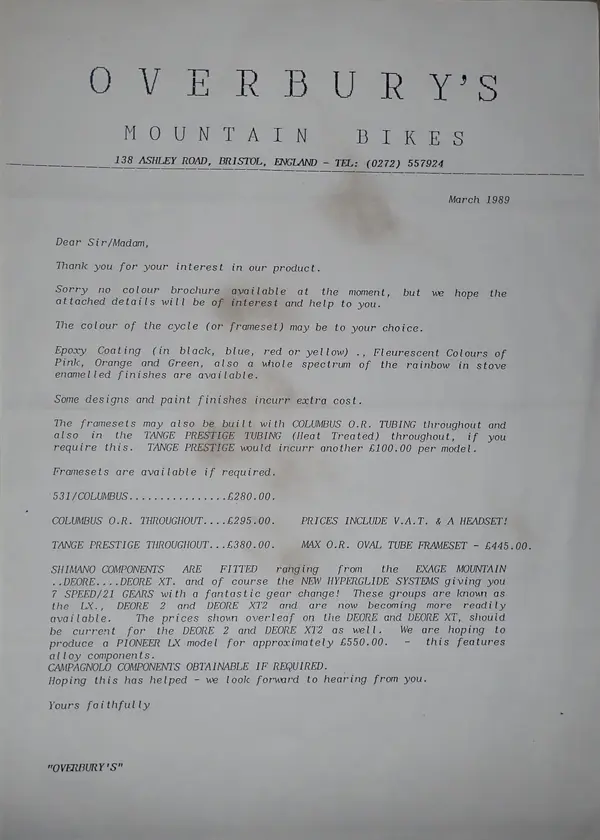 OVERBURY'S
MOUNTAIN BIKES
138 ASHLEY ROAD, BRISTOL, ENGLAND - TEL: (0272) 557924
March 1989
Dear Sir/Madam,
Thank you for your interest in our product.
Sorry no colour brochure available at the moment, but we hope the
attached details will be of interest and help to you.
The colour of the cycle (or frameset) may be to your choice.
Epoxy Coating (in black, blue, red or yellow) ., Fleurescent Colours of
Pink, Orange and Green, also a whole spectrum of the rainbow in stove
enamelled finishes are available.
Some designs and paint finishes incurr extra cost.
The framesets may also be built with COLUMBUS O.R. TUBING throughout and
also in the TANGE PRESTIGE TUBING (Heat Treated) throughout, if you
require this. TANGE PRESTIGE would incurr another £100.00 per model.
Framesets are available if required.
531/COLUMBUS................£280.00.
COLUMBUS O.R. THROUGHOUT....£295.00. PRICES INCLUDE V.A.T. & A HEADSET!
TANGE PRESTIGE THROUGHOUT...£380.00. MAX O.R. OVAL TUBE FRAMESET - £445.00.
SHIMANO COMPONENTS ARE FITTED ranging from the EXAGE MOUNTAIN
..DEORE....DEORE XT. and of course the NEW HYPERGLIDE SYSTEMS giving you
7 SPEED/21 GEARS with a fantastic gear change! These groups are known as
the LX., DEORE 2 and DEORE XT2 and are now becoming more readily
available. The prices shown overleaf on the DEORE and DEORE XT, should
be current for the DEORE 2 and DEORE XT2 as well. We are hoping to
produce a PIONEER LX model for approximately £550.00. - this features
alloy components.
CAMPAGNOLO COMPONENTS OBTAINABLE IF REQUIRED.
Hoping this has helped - we look forward to hearing from you.
Yours faithfully
"OVERBURY'S"